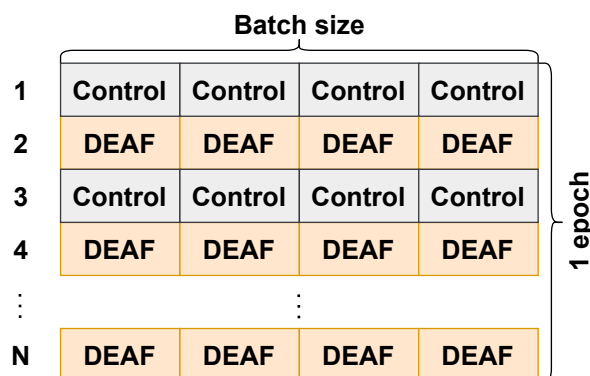 Batch size
1 Control Control Control Control
2 DEAF DEAF DEAF DEAF
3 Control Control Control Control
4 DEAF DEAF DEAF DEAF
⋮ ⋮
N DEAF DEAF DEAF DEAF
1 epoch